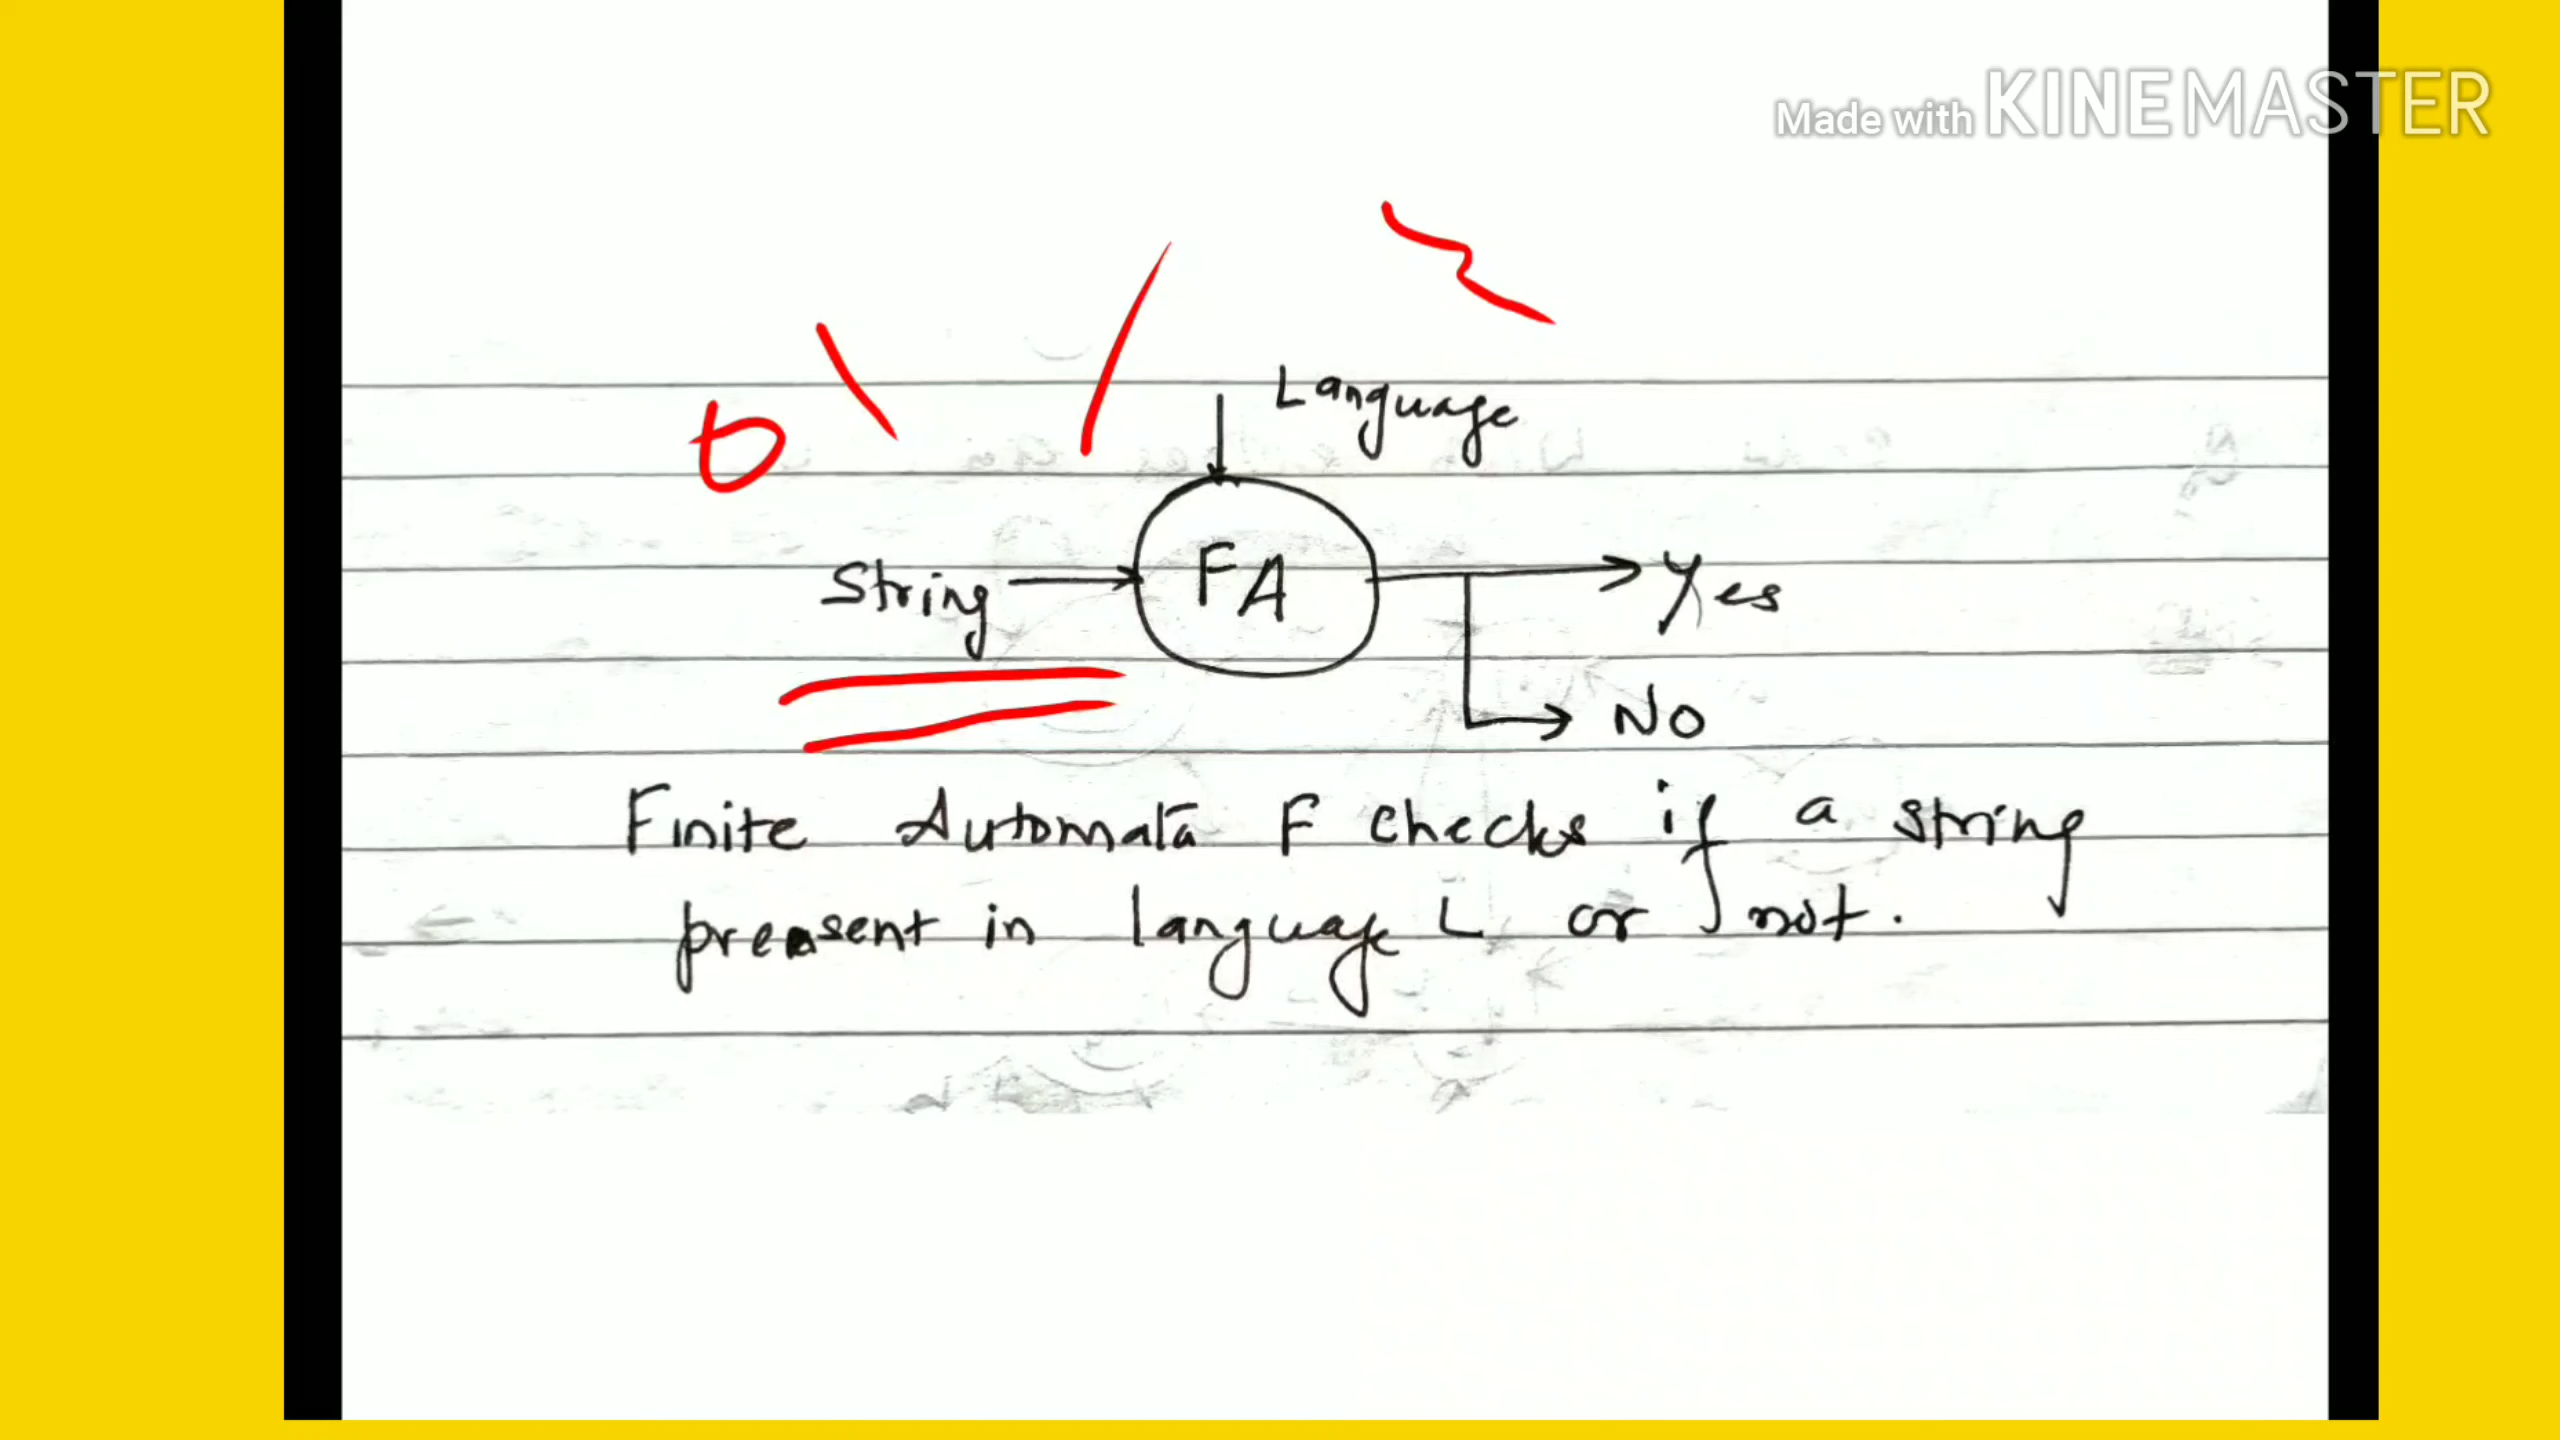 Made with KINEMASTER
Language
String
FA
Yes
No
Finite Automata F checks if a string
present in language L or not.